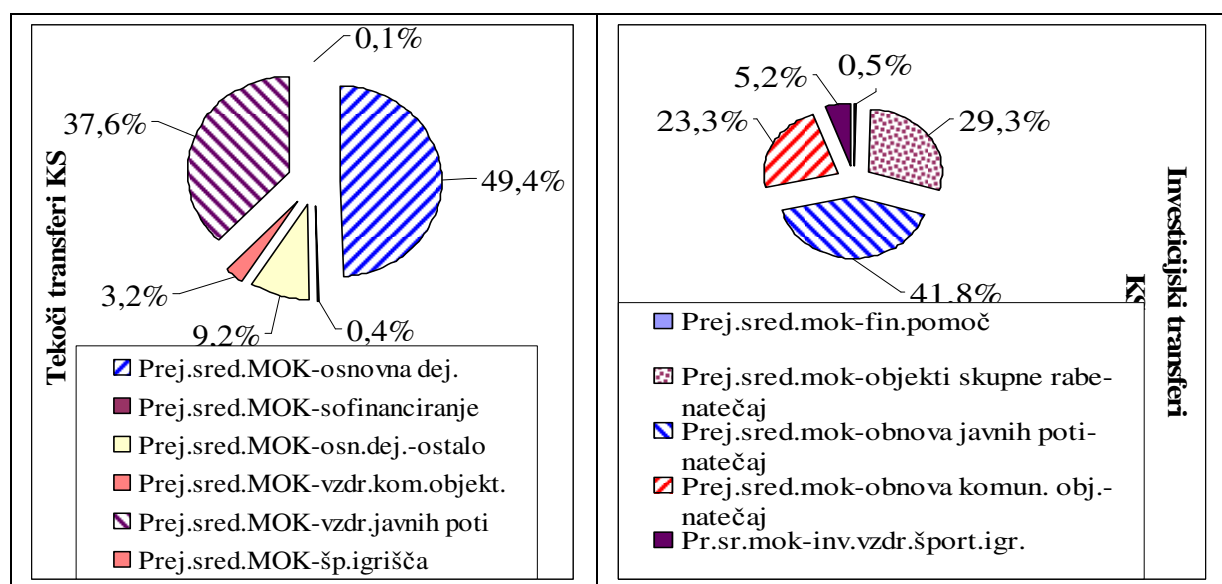 Tekoči transferi KS
0,1%
37,6%
49,4%
3,2%
9,2%
0,4%
Prej.sred.MOK-osnovna dej.
Prej.sred.MOK-sofinanciranje
Prej.sred.MOK-osn.dej.-ostalo
Prej.sred.MOK-vzdr.kom.objekt.
Prej.sred.MOK-vzdr.javnih poti
Prej.sred.MOK-šp.igrišča
Investicijski transferi
KS
5,2%
0,5%
23,3%
29,3%
41,8%
Prej.sred.mok-fin.pomoč
Prej.sred.mok-objekti skupne rabe-
natečaj
Prej.sred.mok-obnova javnih poti-
natečaj
Prej.sred.mok-obnova komun. obj.-
natečaj
Pr.sr.mok-inv.vzdr.šport.igr.